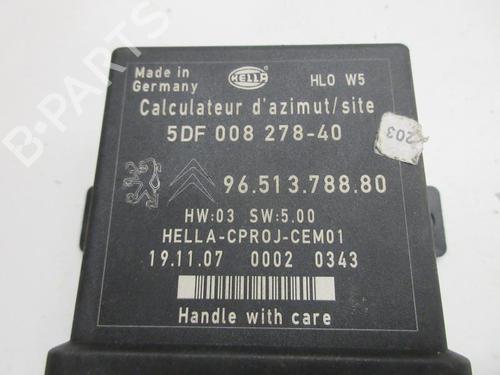 B-PARTS
Made in
Germany
HELLA
HL0 W5
Calculateur d'azimut/site
5DF 008 278-40
203
96.513.788.80
HW:03 SW:5.00
HELLA-CPROJ-CEM01
19.11.07 0002 0343
Handle with care